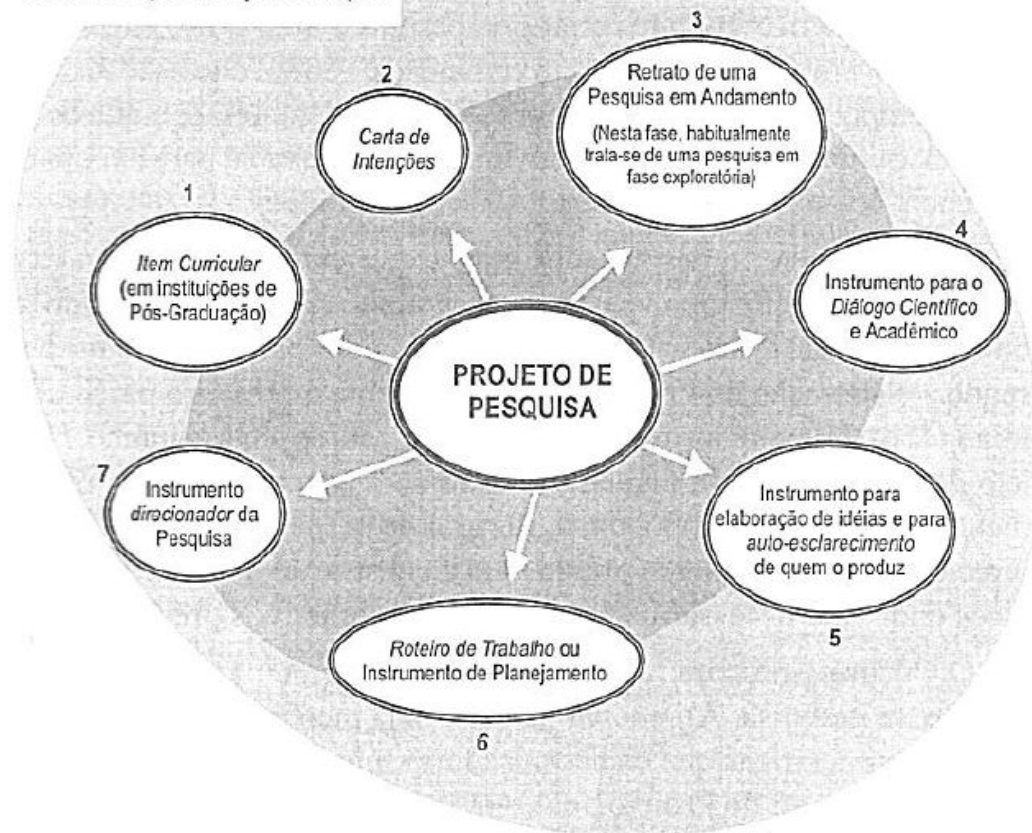 1
Item Curricular
(em instituições de
Pós-Graduação)
2
Carta de
Intenções
3
Retrato de uma
Pesquisa em Andamento
(Nesta fase, habitualmente
trata-se de uma pesquisa em
fase exploratória)
4
Instrumento para o
Diálogo Científico
e Acadêmico
PROJETO DE
PESQUISA
5
Instrumento para
elaboração de idéias e para
auto-esclarecimento
de quem o produz
6
Roteiro de Trabalho ou
Instrumento de Planejamento
7
Instrumento
direcionador da
Pesquisa